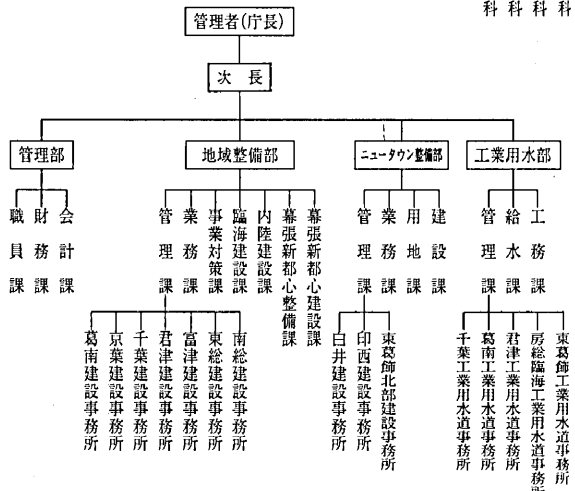 科 科 科 科
管理者(庁長)
次長
管理部
地域整備部
ニュータウン整備部
工業用水部
職員課
財務課
会計課
管理課
業務課
事業対策課
臨海建設課
内陸建設課
幕張新都心整備課
幕張新都心建設課
管理課
業務課
用地課
建設課
管理課
給水課
工務課
葛南建設事務所
京葉建設事務所
千葉建設事務所
君津建設事務所
富津建設事務所
東総建設事務所
南総建設事務所
白井建設事務所
印西建設事務所
東葛飾北部建設事務所
千葉工業用水道事務所
葛南工業用水道事務所
君津工業用水道事務所
房総臨海工業用水道事務所
東葛飾工業用水道事務所